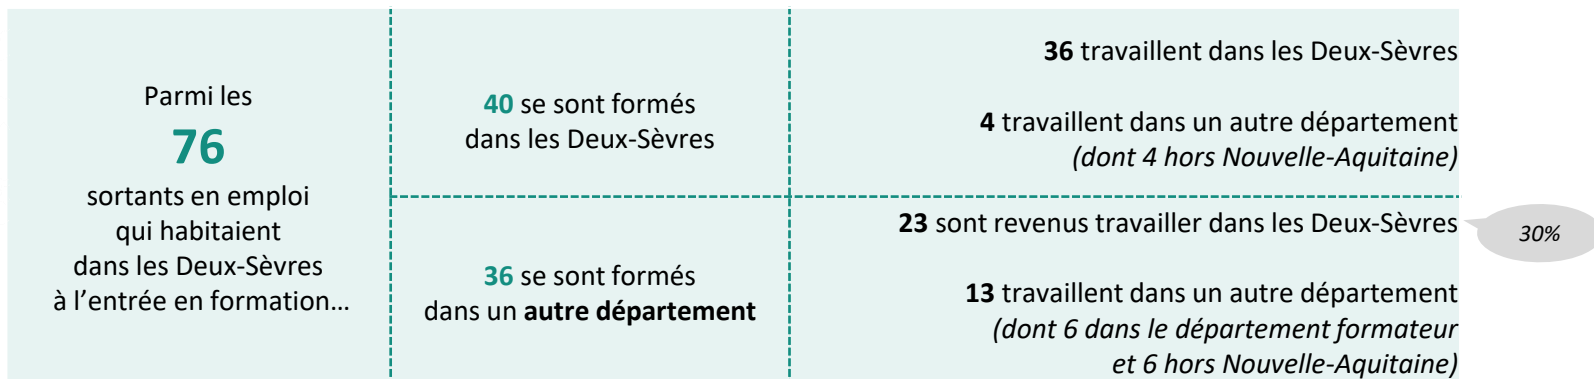 Parmi les
76
sortants en emploi
qui habitaient
dans les Deux-Sèvres
à l’entrée en formation…
40 se sont formés
dans les Deux-Sèvres
36 travaillent dans les Deux-Sèvres
4 travaillent dans un autre département
(dont 4 hors Nouvelle-Aquitaine)
36 se sont formés
dans un autre département
23 sont revenus travailler dans les Deux-Sèvres
30%
13 travaillent dans un autre département
(dont 6 dans le département formateur
et 6 hors Nouvelle-Aquitaine)